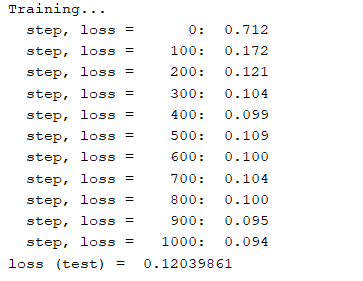 Training...
  step, loss =      0:  0.712
  step, loss =    100:  0.172
  step, loss =    200:  0.121
  step, loss =    300:  0.104
  step, loss =    400:  0.099
  step, loss =    500:  0.109
  step, loss =    600:  0.100
  step, loss =    700:  0.104
  step, loss =    800:  0.100
  step, loss =    900:  0.095
  step, loss =   1000:  0.094
loss (test) =  0.12039861